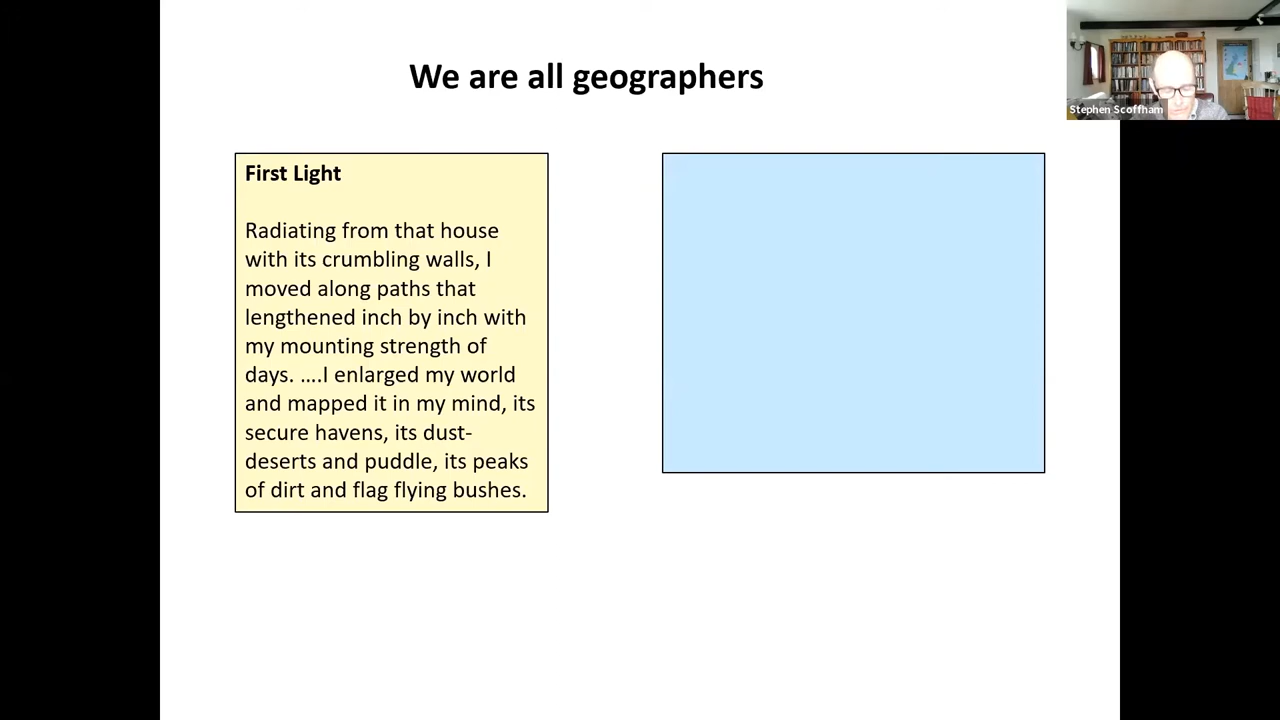 We are all geographers
Stephen Scoffham
First Light
Radiating from that house
with its crumbling walls, I
moved along paths that
lengthened inch by inch with
my mounting strength of
days. ....I enlarged my world
and mapped it in my mind, its
secure havens, its dust-
deserts and puddle, its peaks
of dirt and flag flying bushes.